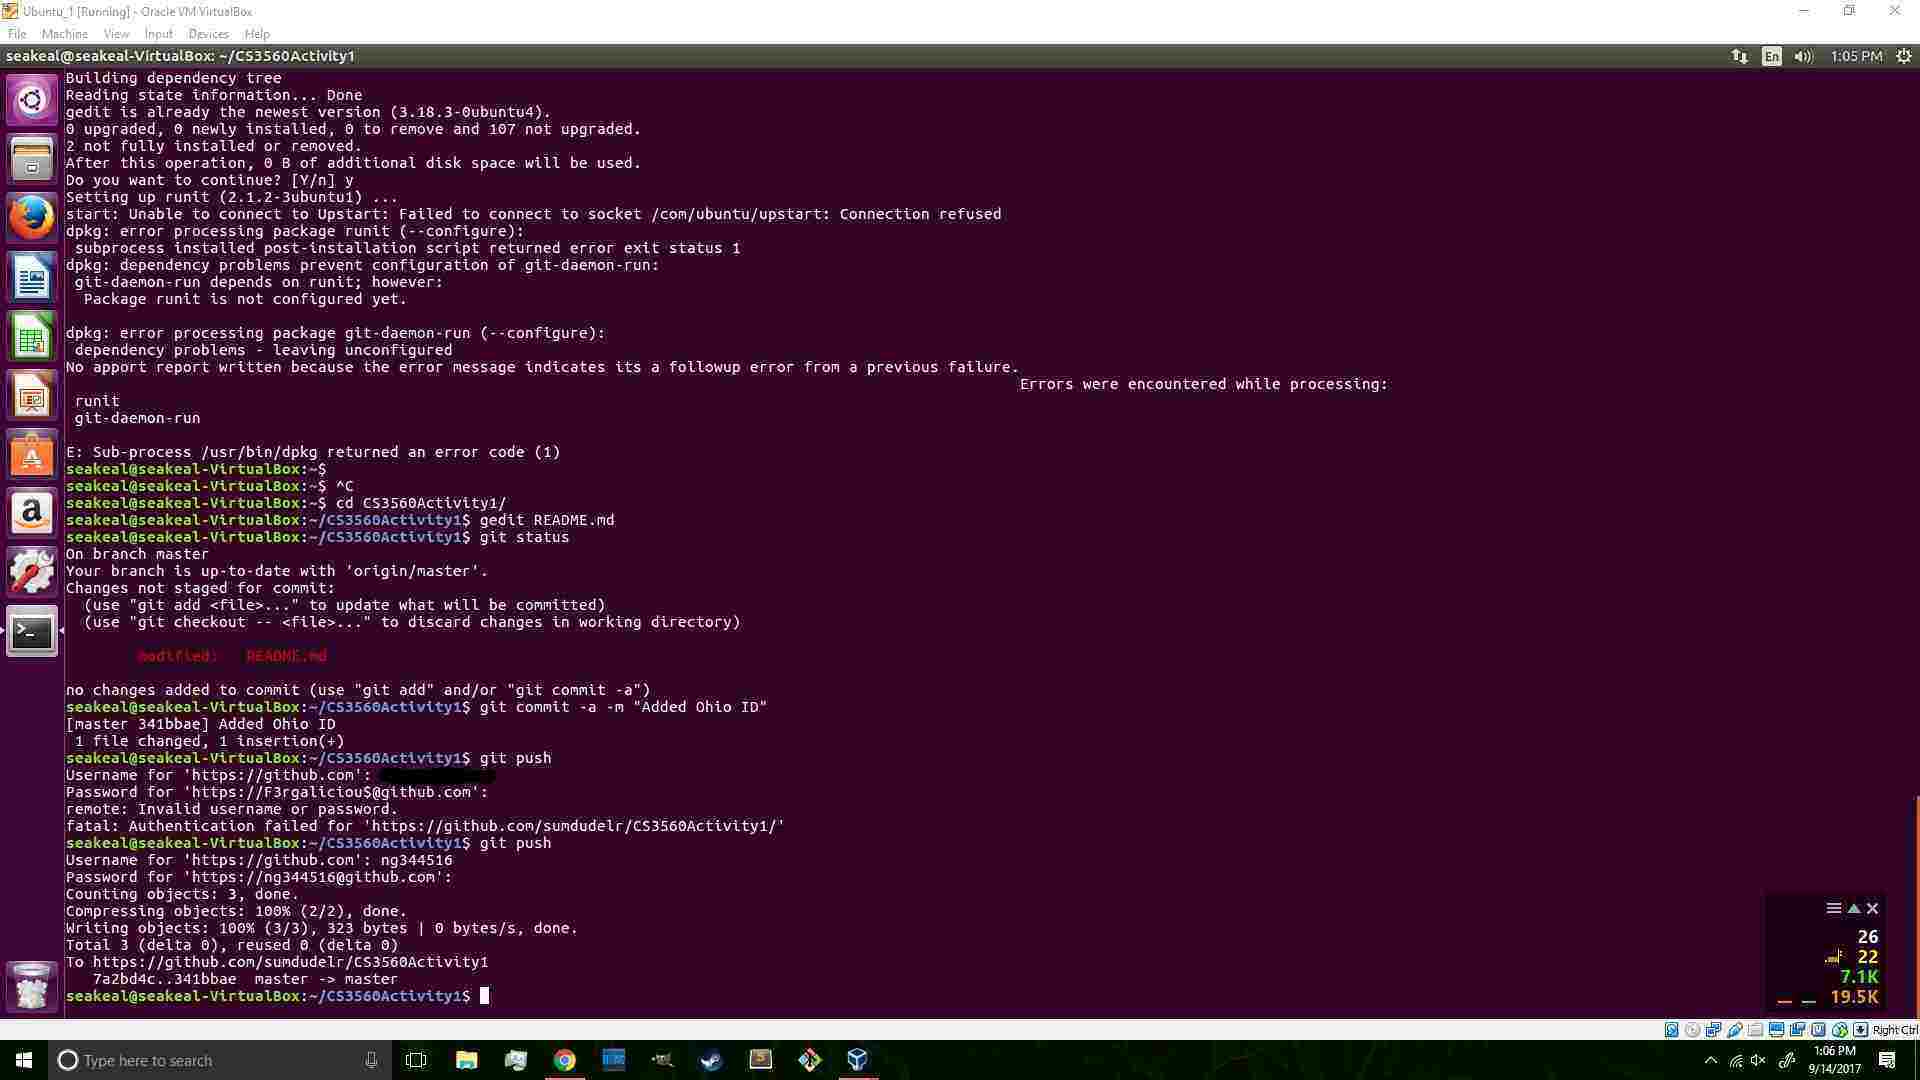 Ubuntu_1 [Running] - Oracle VM VirtualBox
File Machine View Input Devices Help
seakeal@seakeal-VirtualBox: ~/CS3560Activity1
En 1:05 PM
Building dependency tree
Reading state information... Done
gedit is already the newest version (3.18.3-0ubuntu4).
0 upgraded, 0 newly installed, 0 to remove and 107 not upgraded.
2 not fully installed or removed.
After this operation, 0 B of additional disk space will be used.
Do you want to continue? [Y/n] y
Setting up runit (2.1.2-3ubuntu1) ...
start: Unable to connect to Upstart: Failed to connect to socket /com/ubuntu/upstart: Connection refused
dpkg: error processing package runit (--configure):
subprocess installed post-installation script returned error exit status 1
dpkg: dependency problems prevent configuration of git-daemon-run:
git-daemon-run depends on runit; however:
Package runit is not configured yet.
dpkg: error processing package git-daemon-run (--configure):
dependency problems - leaving unconfigured
No apport report written because the error message indicates its a followup error from a previous failure.
Errors were encountered while processing:
runit
git-daemon-run
E: Sub-process /usr/bin/dpkg returned an error code (1)
seakeal@seakeal-VirtualBox:~$
seakeal@seakeal-VirtualBox:~$ ^C
seakeal@seakeal-VirtualBox:~$ cd CS3560Activity1/
seakeal@seakeal-VirtualBox:~/CS3560Activity1$ gedit README.md
seakeal@seakeal-VirtualBox:~/CS3560Activity1$ git status
On branch master
Your branch is up-to-date with 'origin/master'.
Changes not staged for commit:
(use "git add <file>..." to update what will be committed)
(use "git checkout -- <file>..." to discard changes in working directory)
modified: README.md
no changes added to commit (use "git add" and/or "git commit -a")
seakeal@seakeal-VirtualBox:~/CS3560Activity1$ git commit -a -m "Added Ohio ID"
[master 341bbae] Added Ohio ID
1 file changed, 1 insertion(+)
seakeal@seakeal-VirtualBox:~/CS3560Activity1$ git push
Username for 'https://github.com':
Password for 'https://F3rgaliciou$@github.com':
remote: Invalid username or password.
fatal: Authentication failed for 'https://github.com/sumdudelr/CS3560Activity1/'
seakeal@seakeal-VirtualBox:~/CS3560Activity1$ git push
Username for 'https://github.com': ng344516
Password for 'https://ng344516@github.com':
Counting objects: 3, done.
Compressing objects: 100% (2/2), done.
Writing objects: 100% (3/3), 323 bytes | 0 bytes/s, done.
Total 3 (delta 0), reused 0 (delta 0)
To https://github.com/sumdudelr/CS3560Activity1
7a2bd4c..341bbae master -> master
seakeal@seakeal-VirtualBox:~/CS3560Activity1$
26
22
7.1K
19.5K
Right Ctrl
Type here to search
1:06 PM
9/14/2017